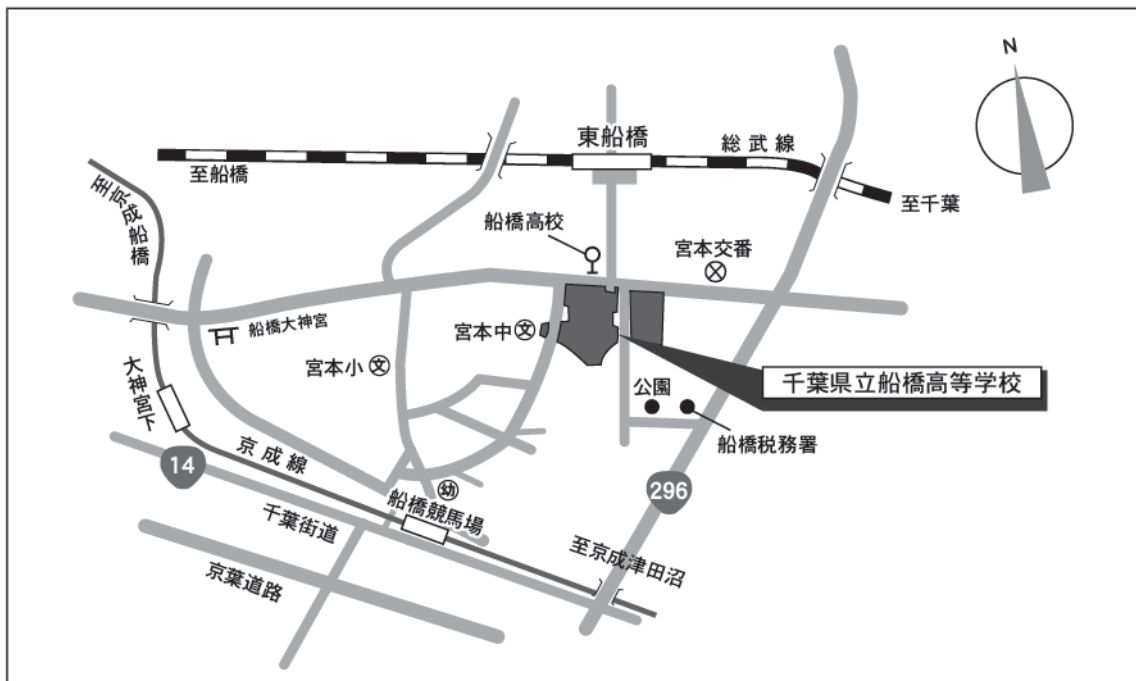 N
東船橋
総武線
至船橋
至千葉
至京成船橋
船橋高校
宮本交番
船橋大神宮
宮本中
文
宮本小
文
千葉県立船橋高等学校
公園
船橋税務署
大神宮下
京成線
14
296
幼
船橋競馬場
千葉街道
至京成津田沼
京葉道路